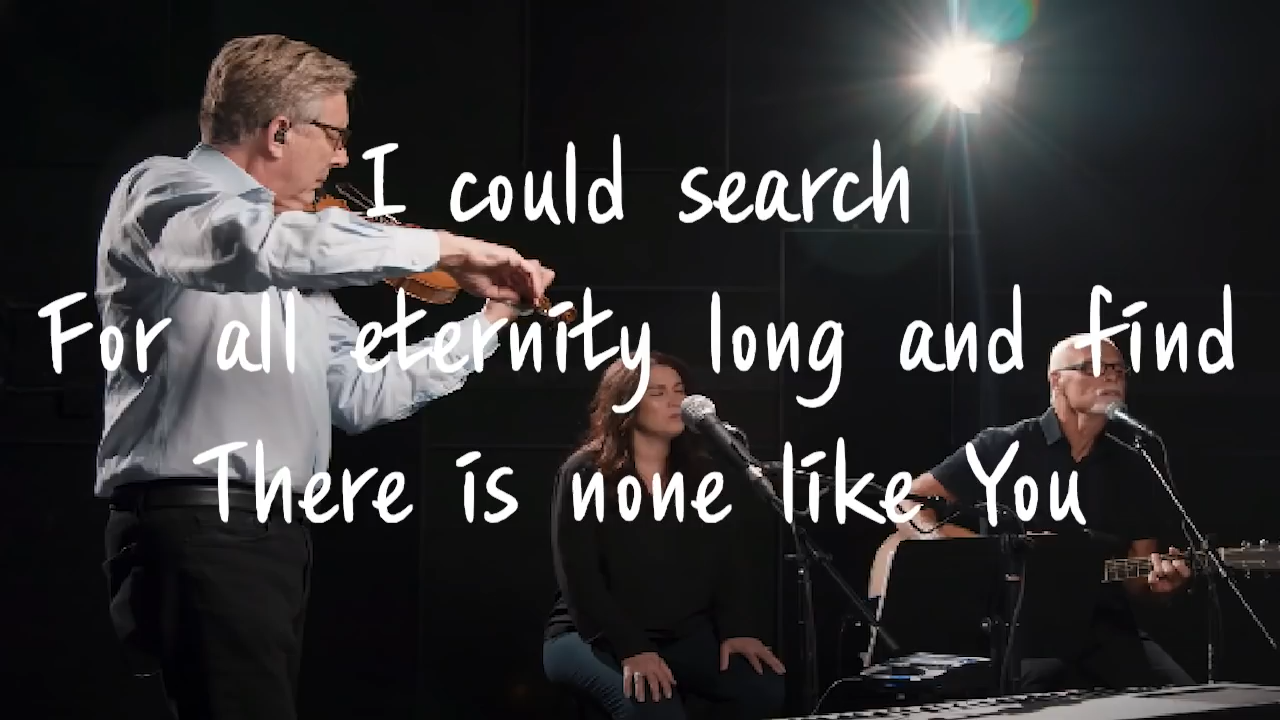 I could search
For all eternity long and find
There is none like You